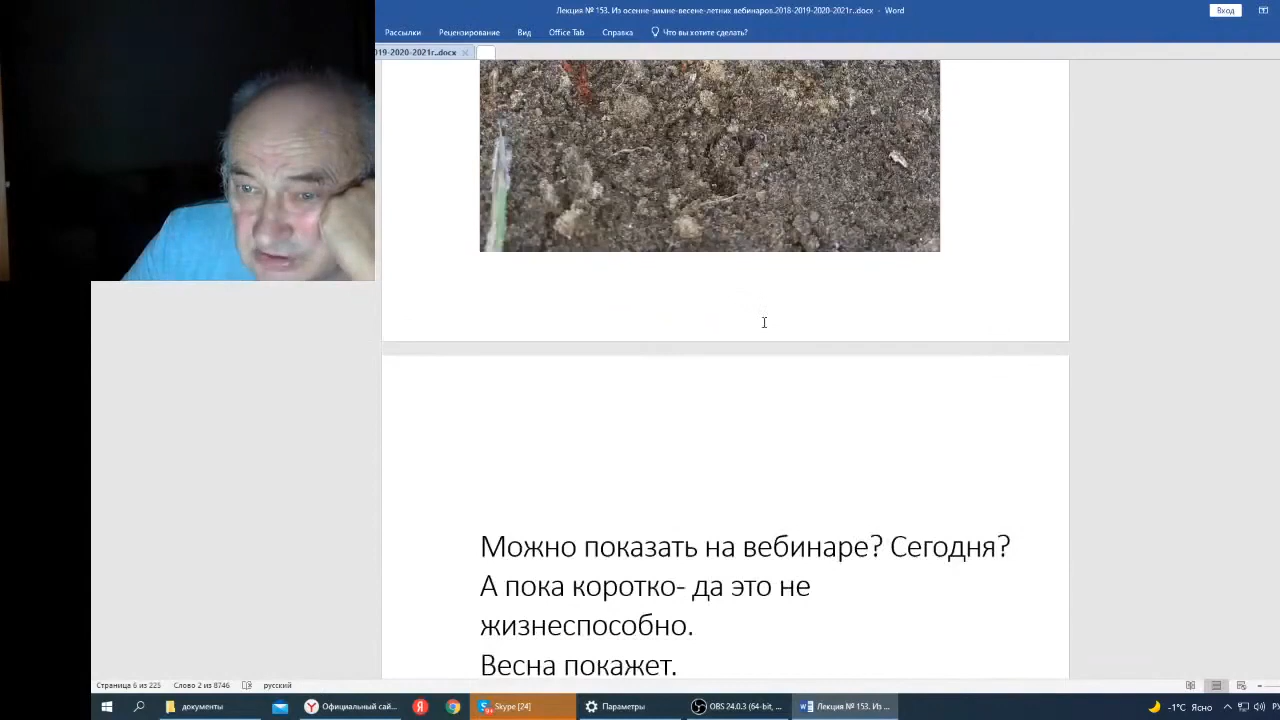 Лекция № 153. Из осенне-зимне-весене-летних вебинаров.2018-2019-2020-2021г..docx - Word
Вход
Рассылки Рецензирование Вид Office Tab Справка Что вы хотите сделать?
019-2020-2021г..docx
Можно показать на вебинаре? Сегодня?
А пока коротко- да это не
жизнеспособно.
Весна покажет.
Страница 6 из 225 Слово 2 из 8746 русский
документы Официальный сай... Skype [24] Параметры OBS 24.0.3 (64-bit, ... Лекция № 153. Из ... -1°C Ясно